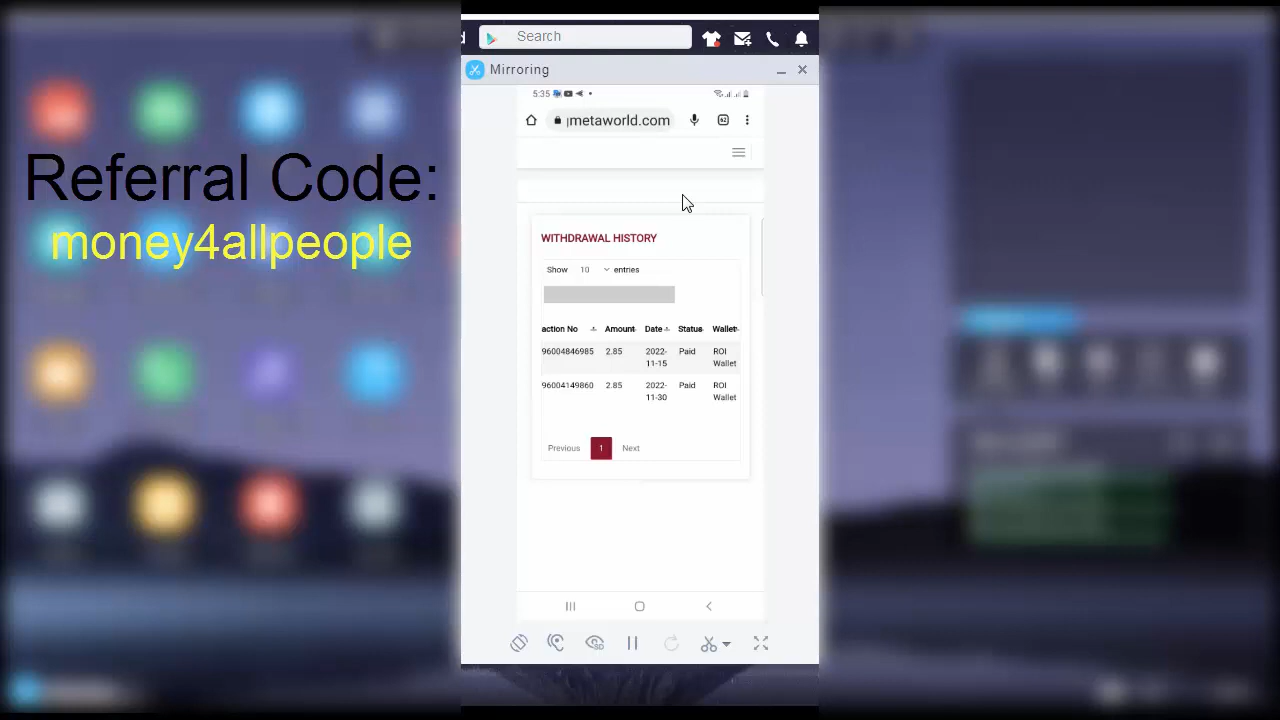 Referral Code:
money4allpeople
d
Search
Mirroring
5:35
metaworld.com
62
WITHDRAWAL HISTORY
Show 10 entries
action No Amount Date Status Wallet
96004846985 2.85 2022-11-15 Paid ROI Wallet
96004149860 2.85 2022-11-30 Paid ROI Wallet
Previous 1 Next
SD